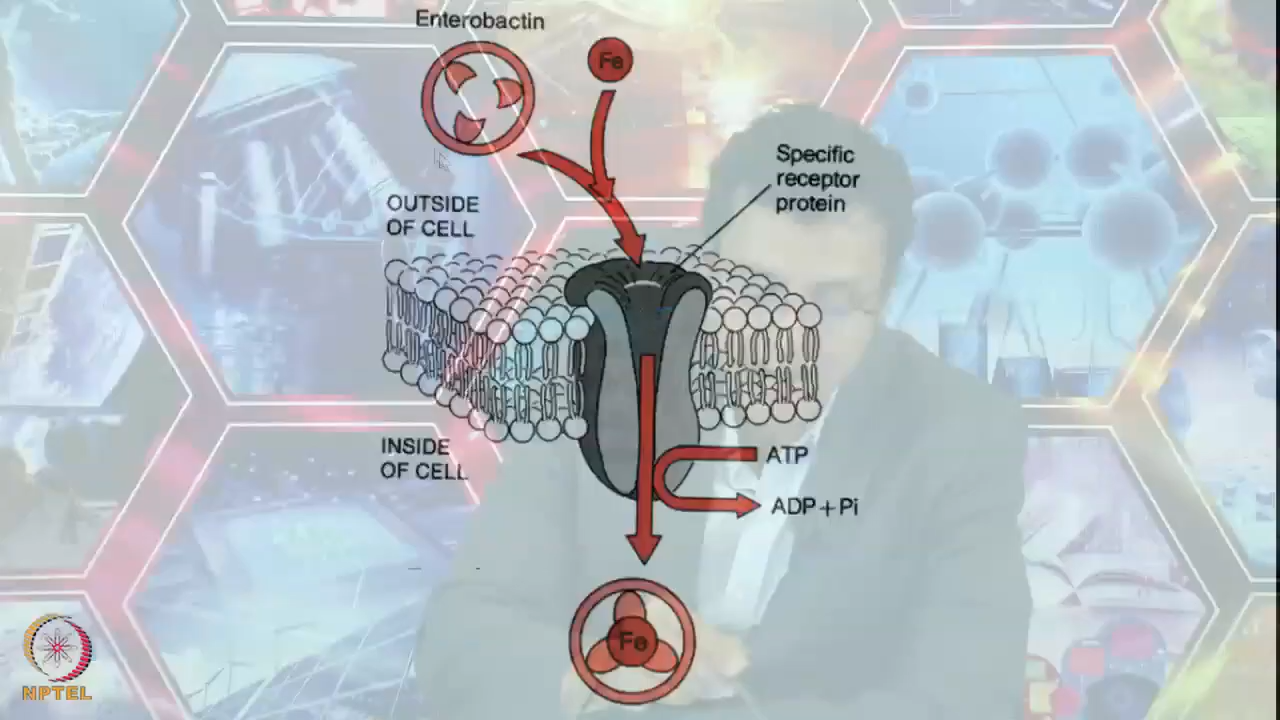 Enterobactin
Fe
Specific
receptor
protein
OUTSIDE
OF CELL
INSIDE
OF CELL
ATP
ADP + Pi
Fe
NPTEL